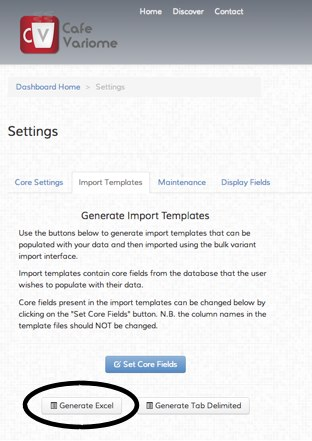 Home Discover Contact
Cafe
CV Variome
Dashboard Home > Settings
Settings
Core Settings Import Templates Maintenance Display Fields
Generate Import Templates
Use the buttons below to generate import templates that can be
populated with your data and then imported using the bulk variant
import interface.
Import templates contain core fields from the database that the user
wishes to populate with their data.
Core fields present in the import templates can be changed below by
clicking on the "Set Core Fields" button. N.B. the column names in the
template files should NOT be changed.
Set Core Fields
Generate Excel Generate Tab Delimited